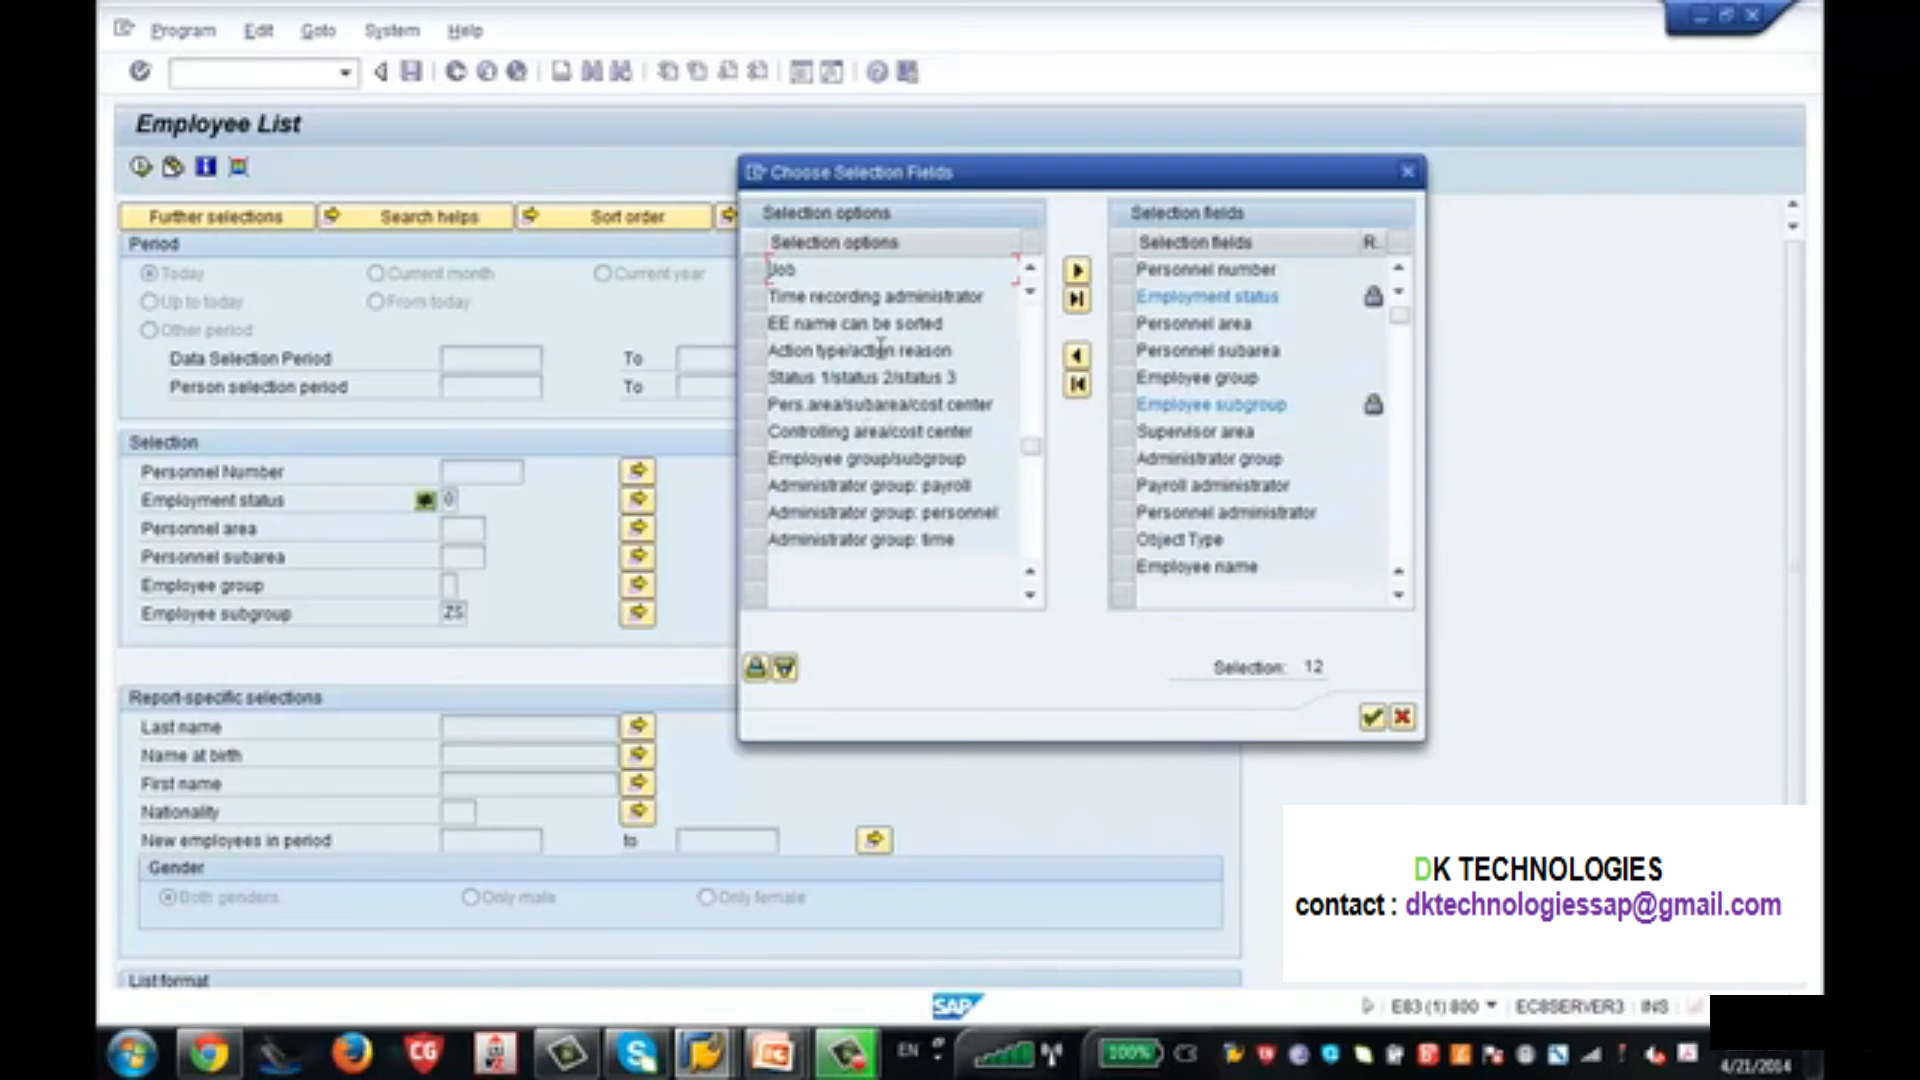 Program Edit Goto System Help
Employee List
Further selections Search helps Sort order
Period
Today Current month Current year
Up to today From today
Other period
Data Selection Period To
Person selection period To
Selection
Personnel Number
Employment status 0
Personnel area
Personnel subarea
Employee group
Employee subgroup ZS
Report-specific selections
Last name
Name at birth
First name
Nationality
New employees in period to
Gender
Both genders Only male Only female
List format
Choose Selection Fields
Selection options
Selection options
Job
Time recording administrator
EE name can be sorted
Action type/action reason
Status 1/status 2/status 3
Pers.area/subarea/cost center
Controlling area/cost center
Employee group/subgroup
Administrator group: payroll
Administrator group: personnel
Administrator group: time
Selection fields
Selection fields R..
Personnel number
Employment status
Personnel area
Personnel subarea
Employee group
Employee subgroup
Supervisor area
Administrator group
Payroll administrator
Personnel administrator
Object Type
Employee name
Selection: 12
DK TECHNOLOGIES
contact : dktechnologiessap@gmail.com
SAP
E83 (1) 800 EC8SERVER3 INS
CG EN 100%
4/21/2014